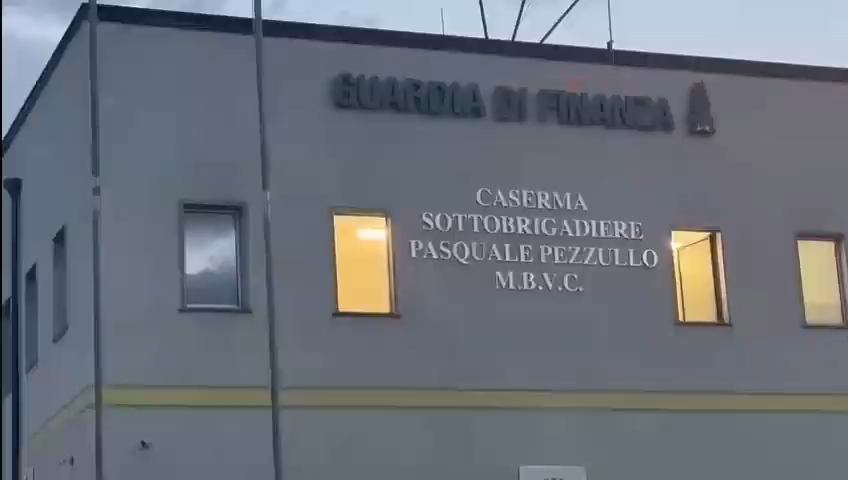 GUARDIA DI FINANZA
CASERMA
SOTTOBRIGADIERE
PASQUALE PEZZULLO
M.B.V.C.